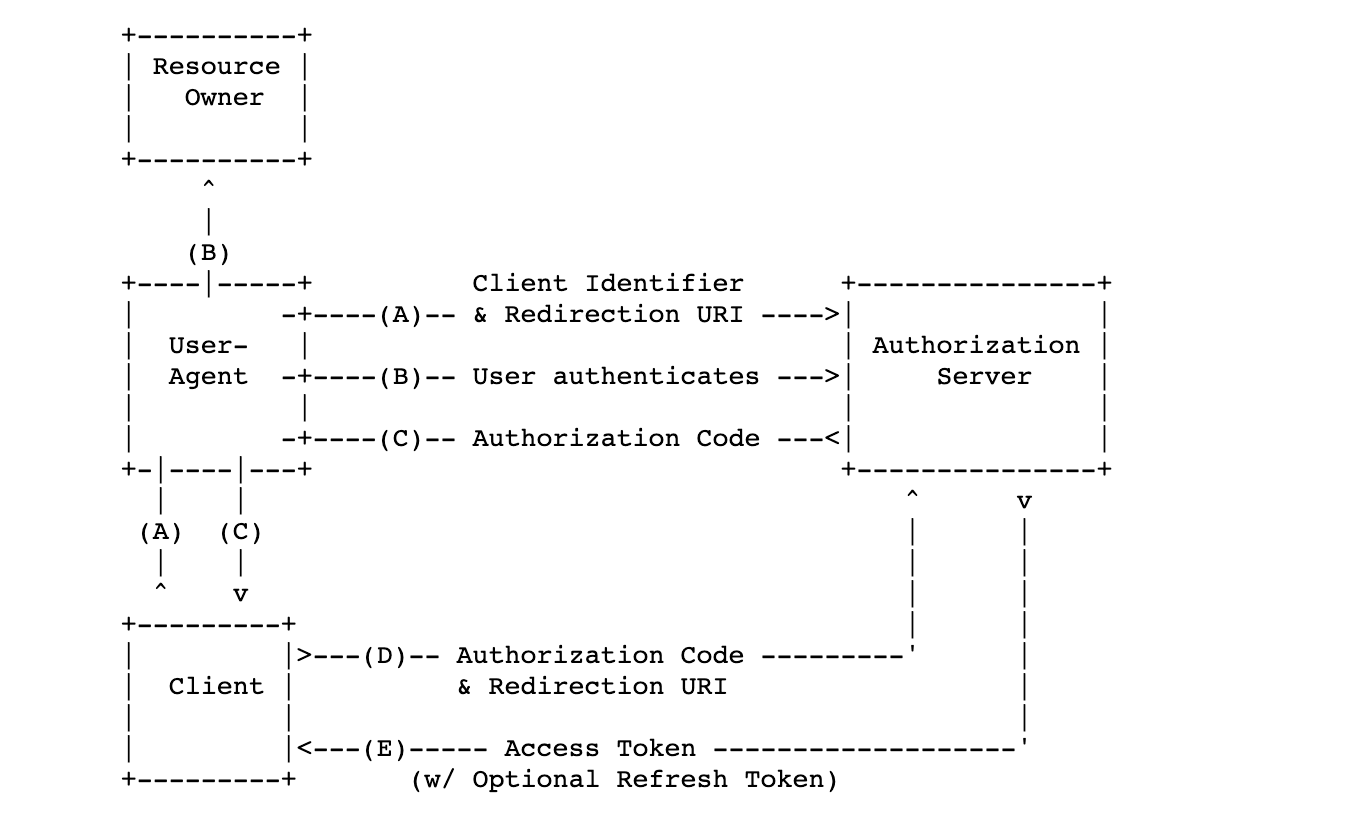 Resource
Owner
(B)
Client Identifier
(A) & Redirection URI
User-
Authorization
Agent (B) User authenticates Server
(C) Authorization Code
(A) (C)
(D) Authorization Code
Client & Redirection URI
(E) Access Token
(w/ Optional Refresh Token)